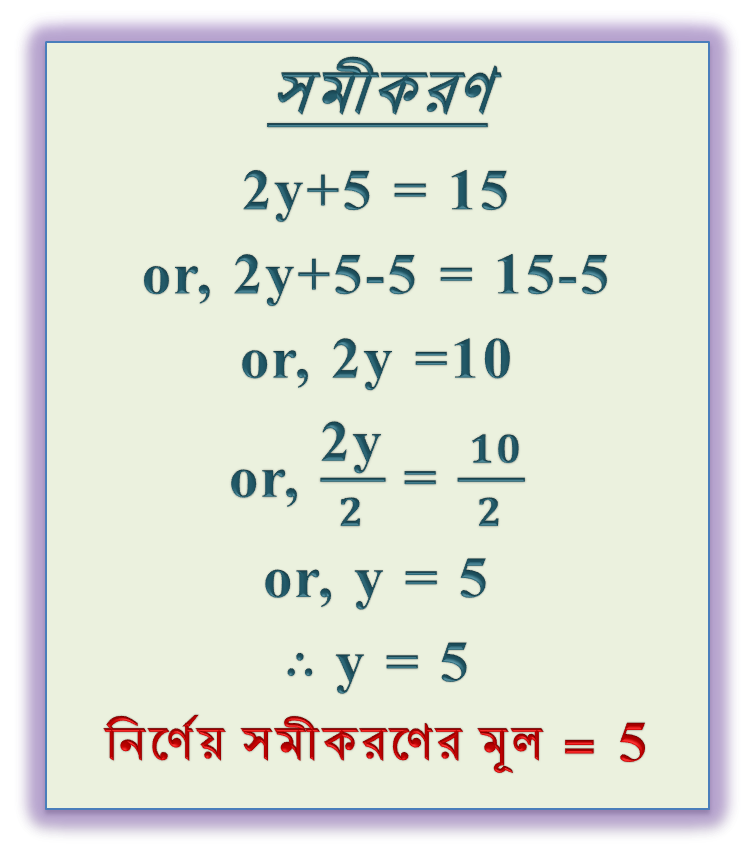 সমীকরণ
2y+5 = 15
or, 2y+5-5 = 15-5
or, 2y =10
or, 2y/2 = 10/2
or, y = 5
∴ y = 5
নির্ণেয় সমীকরণের মূল = 5